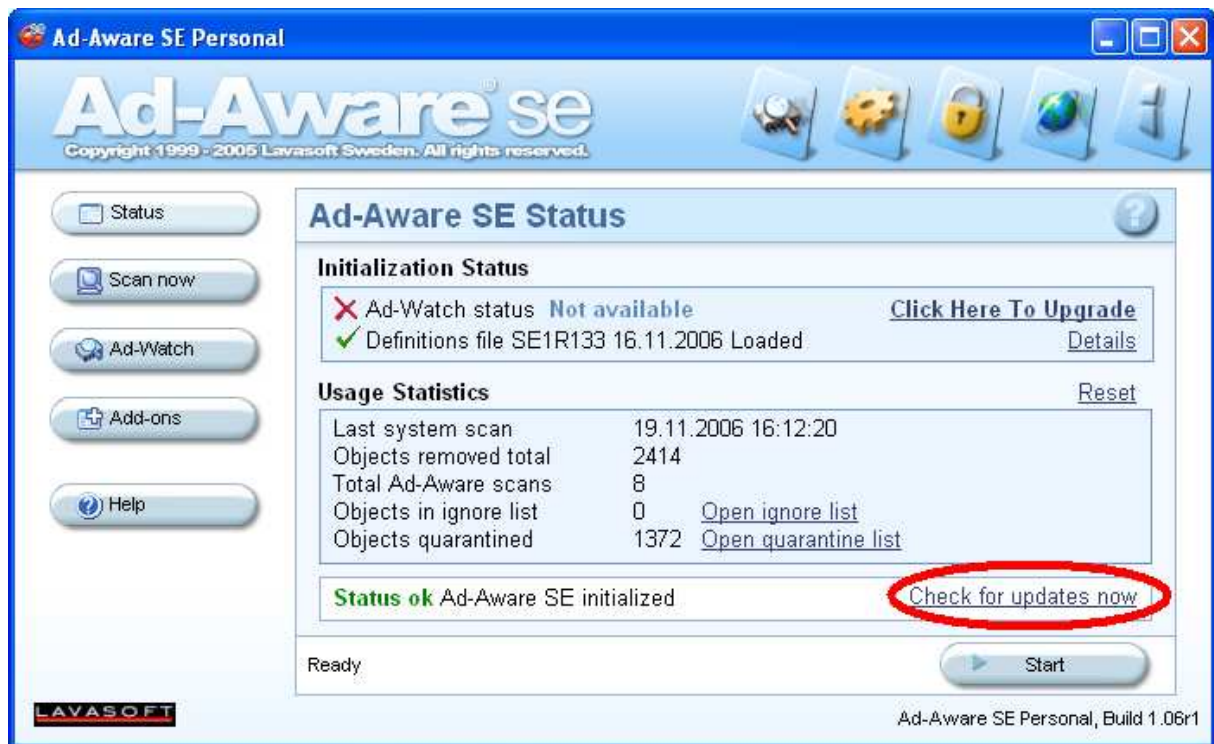 Ad-Aware SE Personal
Ad-Aware SE
Copyright 1999 - 2005 Lavasoft Sweden. All rights reserved.
Status
Scan now
Ad-Watch
Add-ons
Help
Ad-Aware SE Status
Initialization Status
Ad-Watch status Not available Click Here To Upgrade
Definitions file SE1R133 16.11.2006 Loaded Details
Usage Statistics Reset
Last system scan 19.11.2006 16:12:20
Objects removed total 2414
Total Ad-Aware scans 8
Objects in ignore list 0 Open ignore list
Objects quarantined 1372 Open quarantine list
Status ok Ad-Aware SE initialized Check for updates now
Ready Start
LAVASOFT
Ad-Aware SE Personal, Build 1.06r1